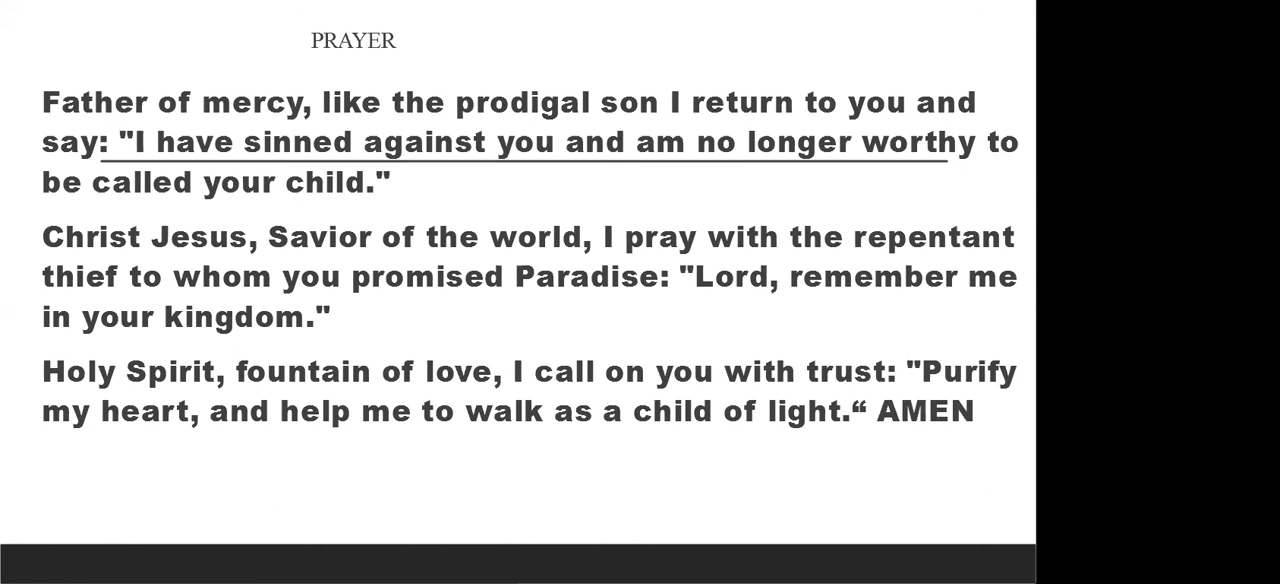 PRAYER
Father of mercy, like the prodigal son I return to you and
say: "I have sinned against you and am no longer worthy to
be called your child."
Christ Jesus, Savior of the world, I pray with the repentant
thief to whom you promised Paradise: "Lord, remember me
in your kingdom."
Holy Spirit, fountain of love, I call on you with trust: "Purify
my heart, and help me to walk as a child of light.“ AMEN